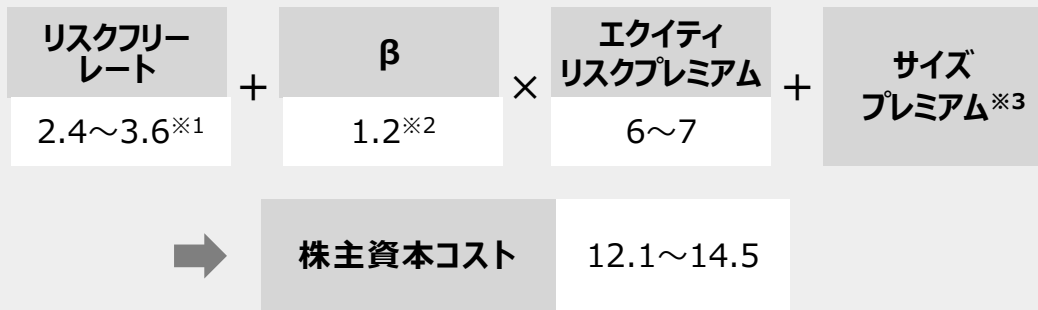 リスクフリー
レート
+
β
×
エクイティ
リスクプレミアム
+
サイズ
プレミアム※3
2.4～3.6※1
1.2※2
6～7
株主資本コスト
12.1～14.5